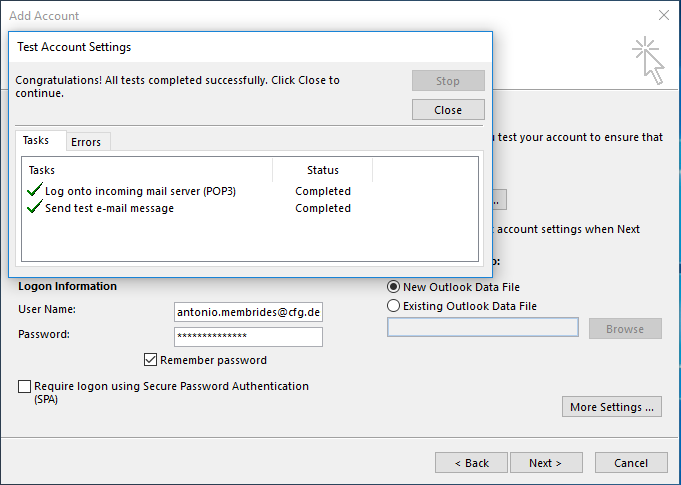 Add Account
Test Account Settings
Congratulations! All tests completed successfully. Click Close to
continue.
Stop
Close
Tasks Errors
Tasks Status
Log onto incoming mail server (POP3) Completed
Send test e-mail message Completed
test your account to ensure that
...
account settings when Next
o:
Logon Information
User Name: antonio.membrides@cfg.de
Password: *************
Remember password
Require logon using Secure Password Authentication
(SPA)
New Outlook Data File
Existing Outlook Data File
Browse
More Settings ...
< Back Next > Cancel